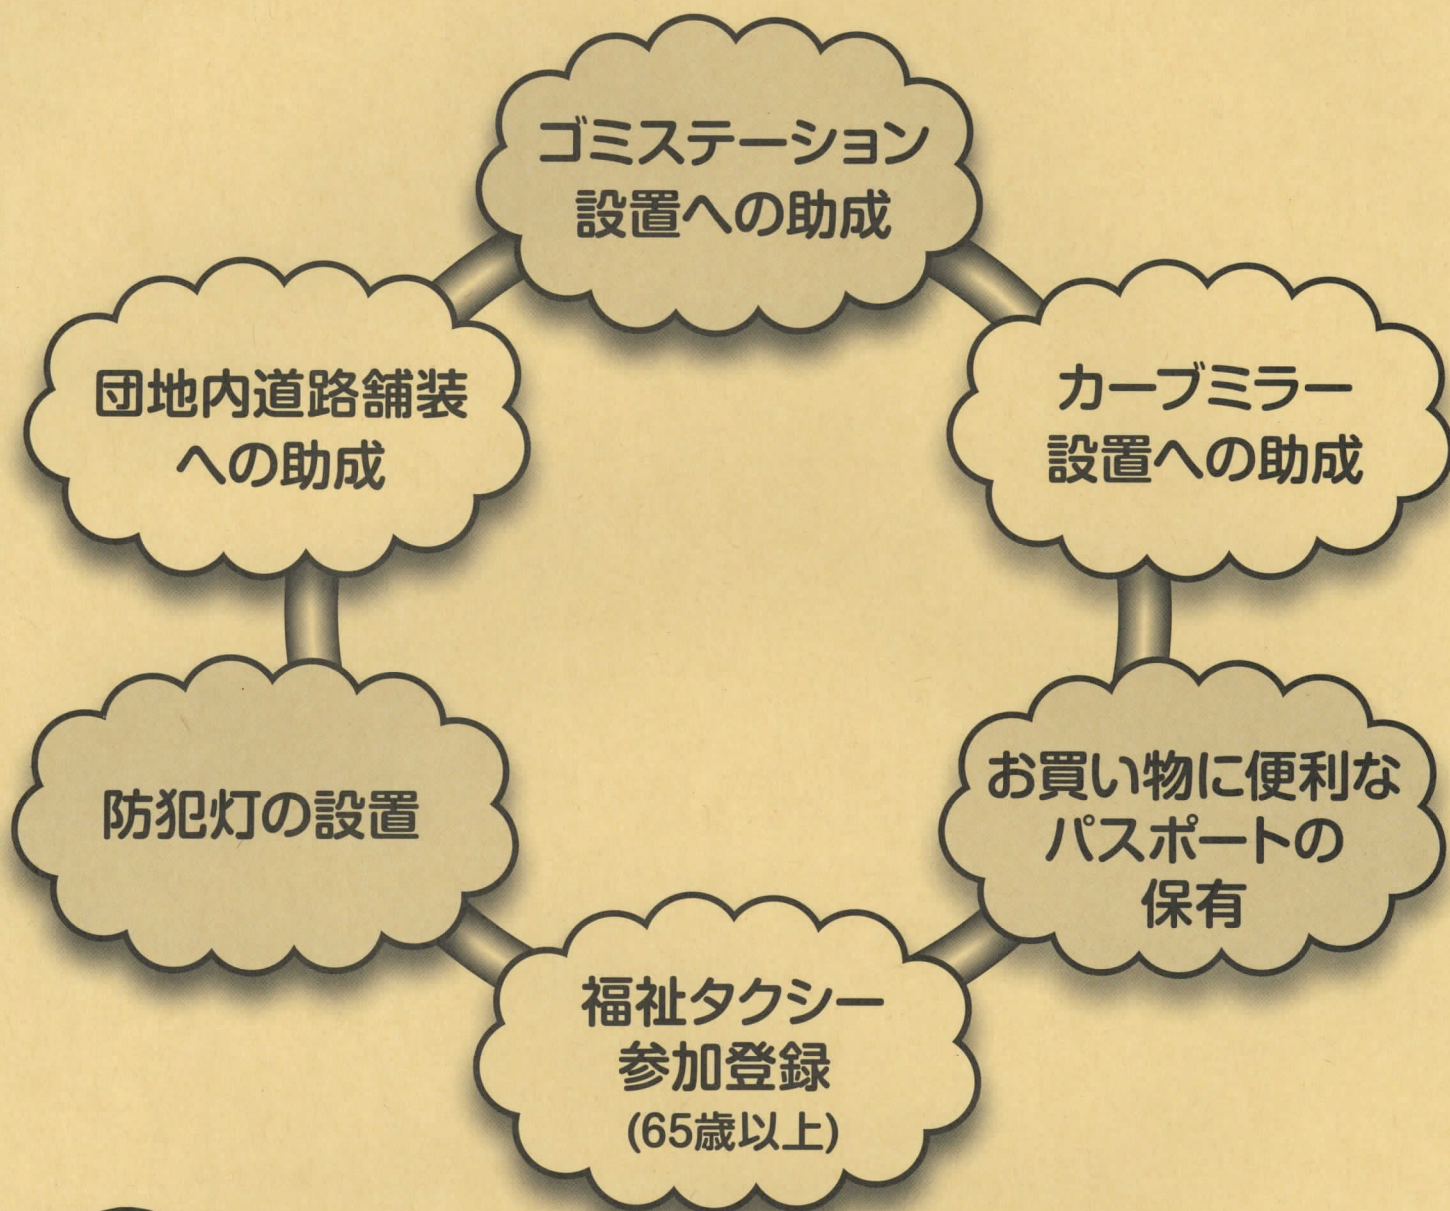 ゴミステーション
設置への助成
団地内道路舗装
への助成
カーブミラー
設置への助成
防犯灯の設置
お買い物に便利な
パスポートの
保有
福祉タクシー
参加登録
(65歳以上)